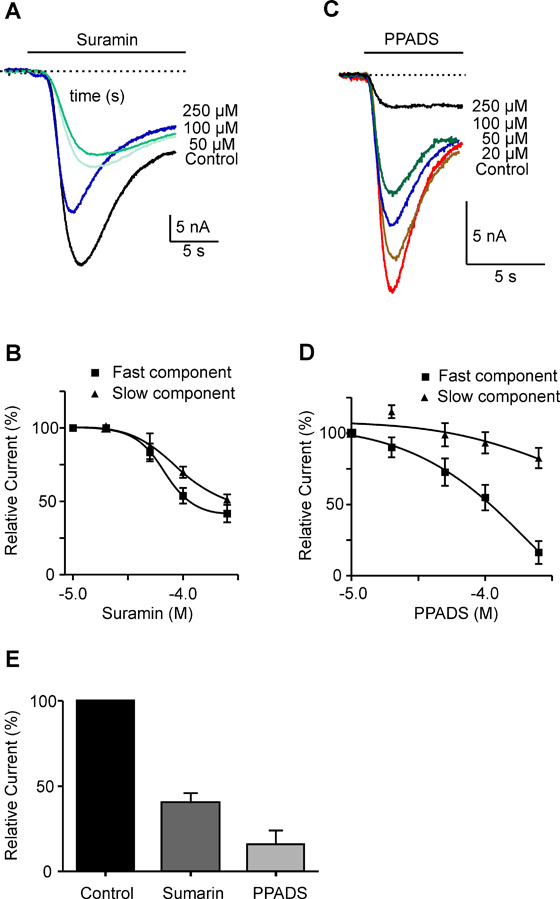 A
Suramin
time (s)
250 µM
100 µM
50 µM
Control
5 nA
5 s
C
PPADS
250 µM
100 µM
50 µM
20 µM
Control
5 nA
5 s
B
Fast component
Slow component
Relative Current (%)
100
50
0
-5.0
-4.0
Suramin (M)
D
Fast component
Slow component
Relative Current (%)
100
50
0
-5.0
-4.0
PPADS (M)
E
Relative Current (%)
100
50
0
Control
Sumarin
PPADS